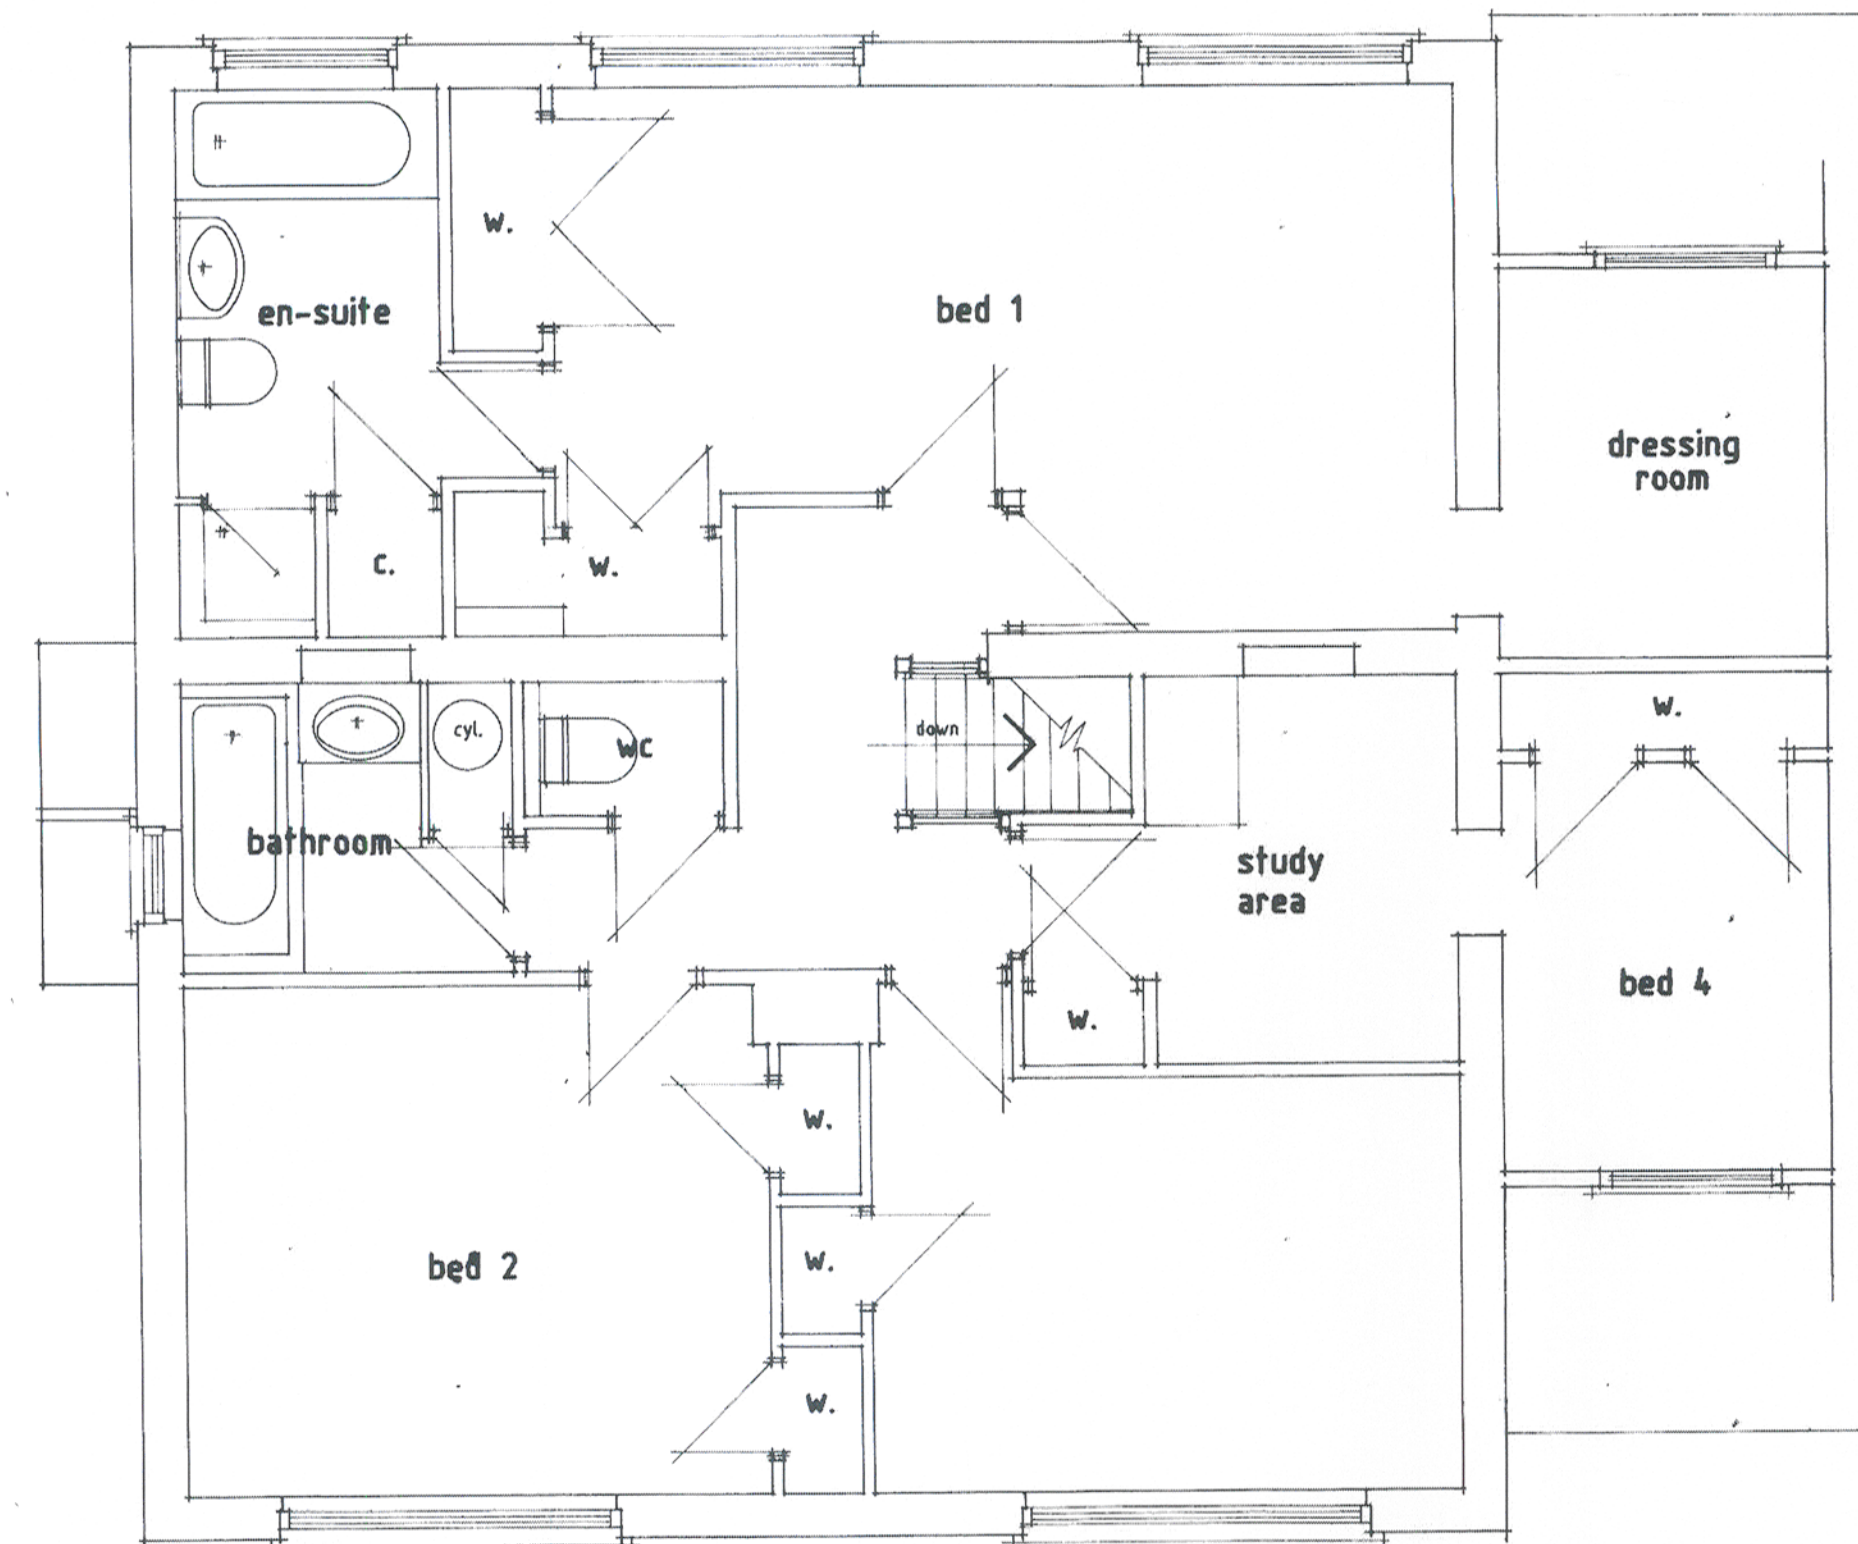 w.
en-suite
bed 1
dressing
room
c.
w.
w.
down
cyl.
wc
bathroom
study
area
bed 4
w.
w.
w.
bed 2
w.